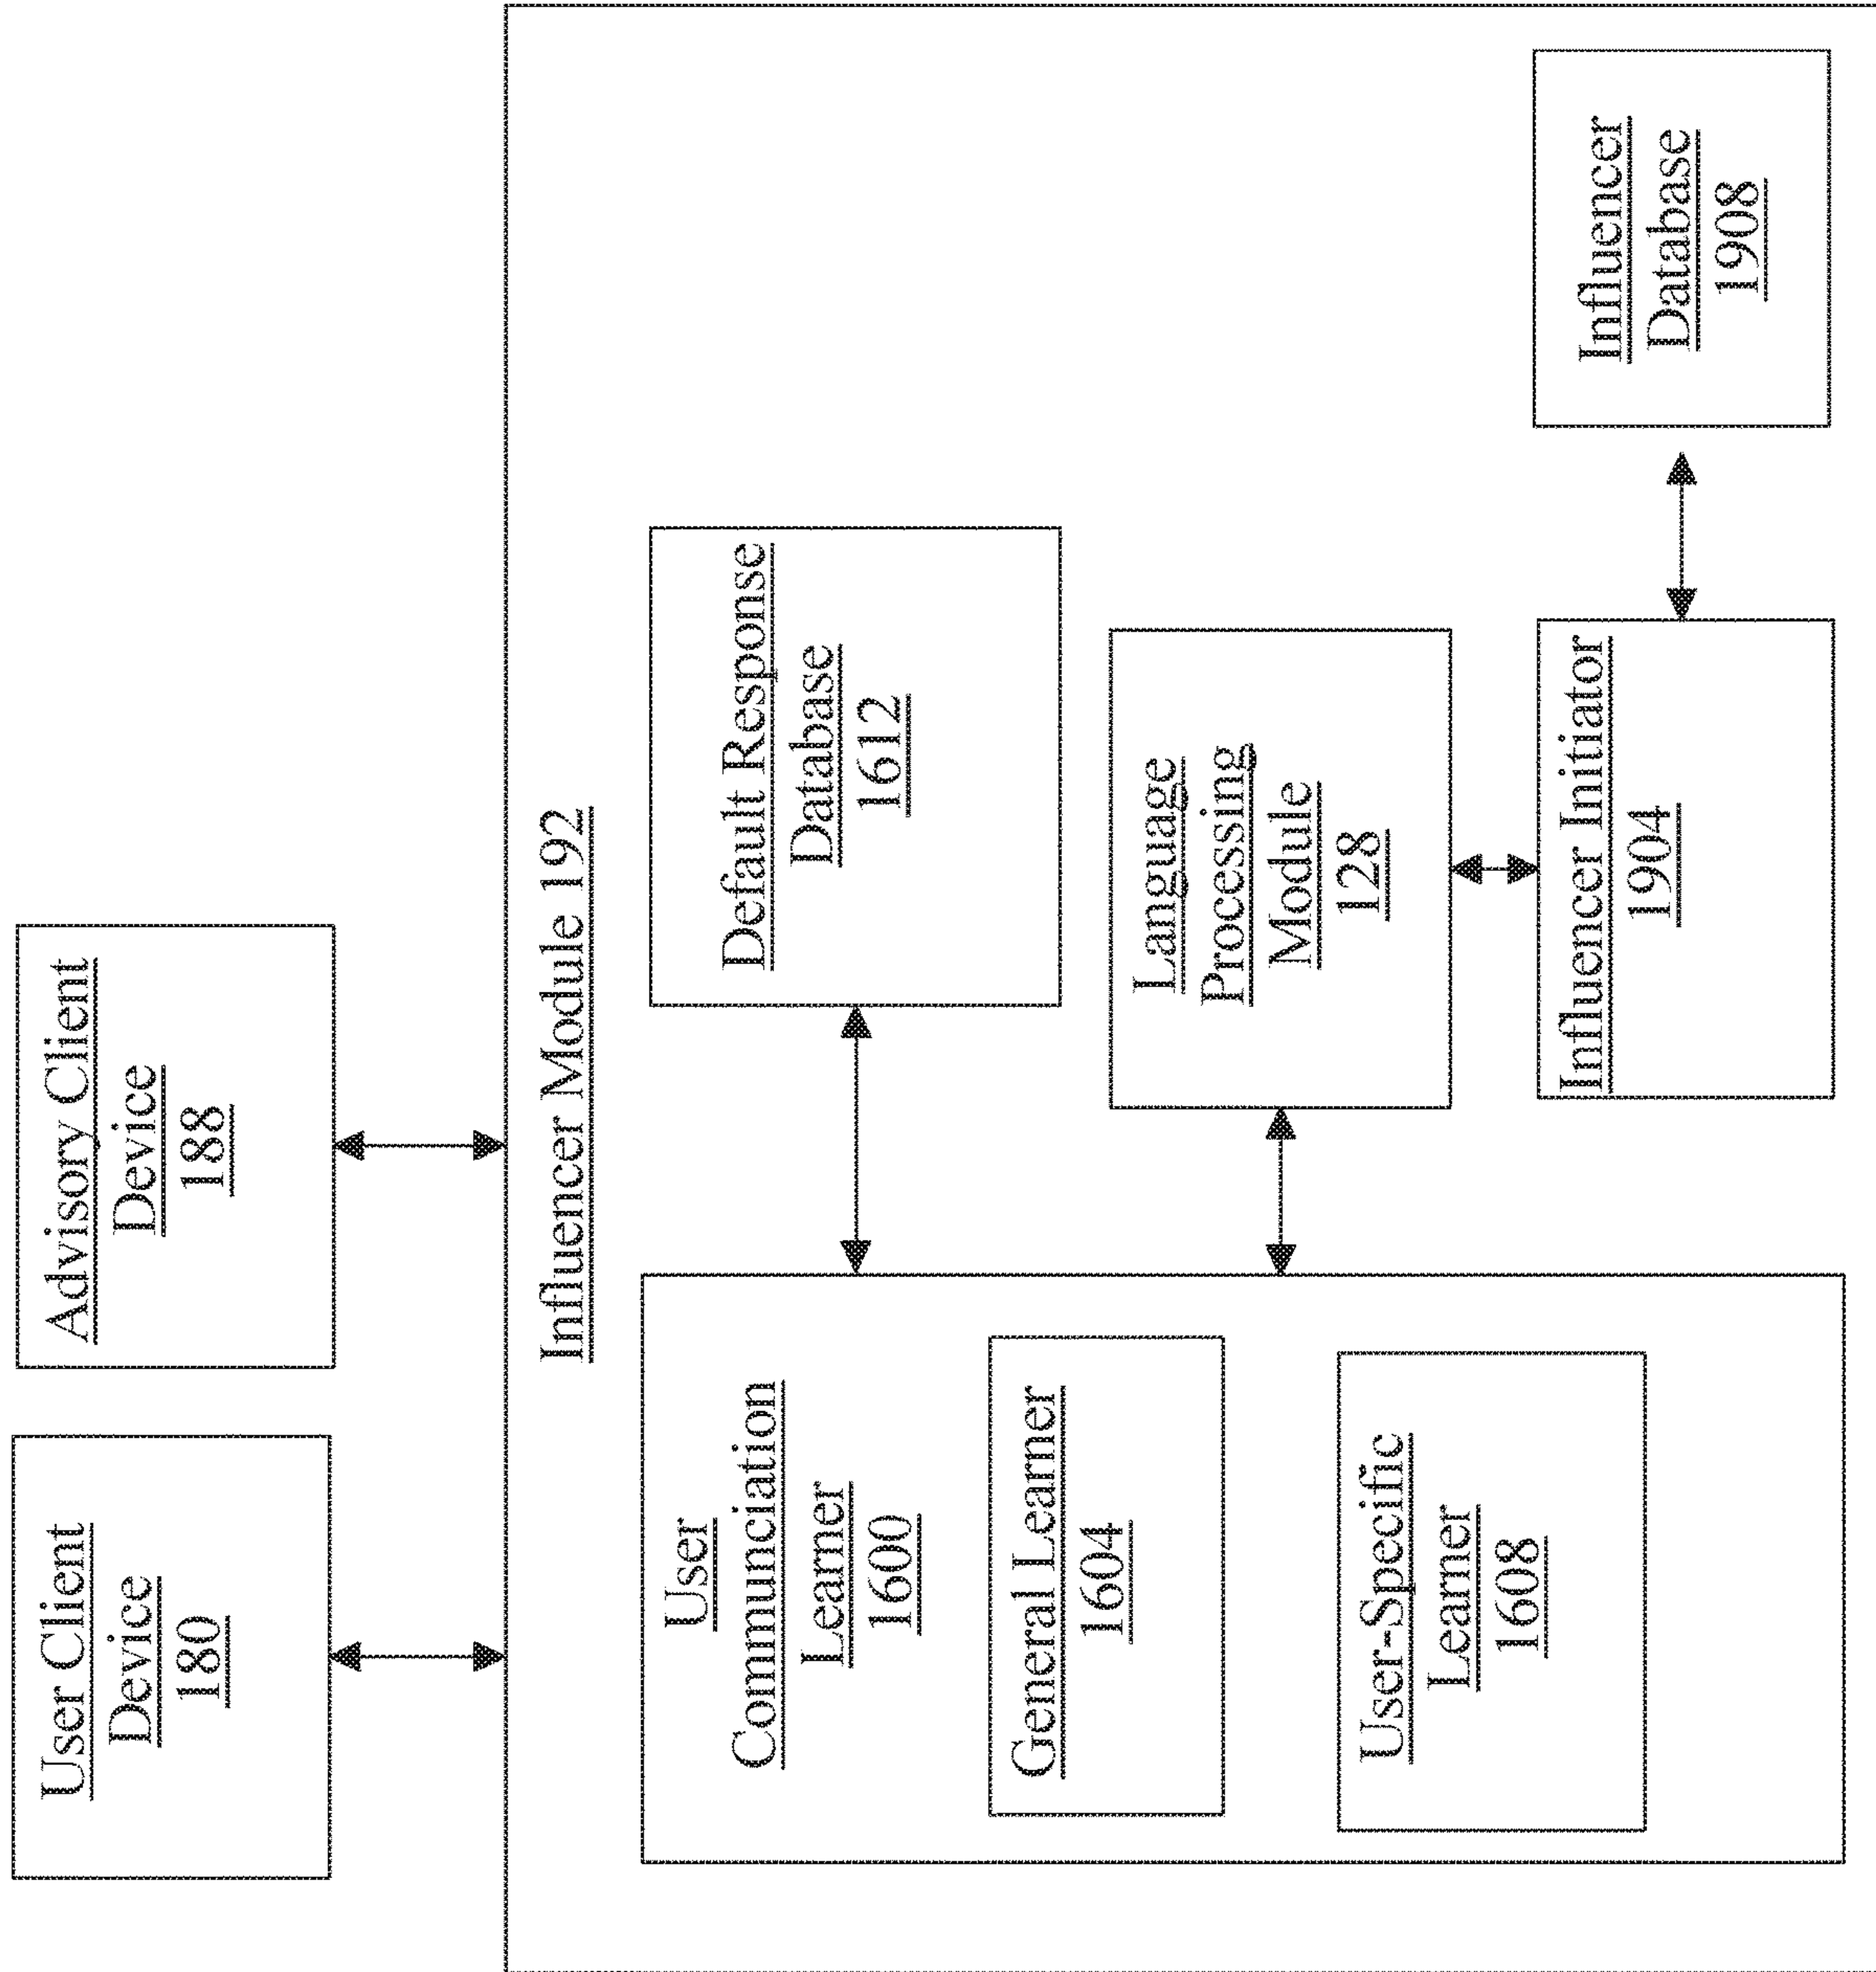 User Client
Device
180
Advisory Client
Device
188
Influencer Module 192
User
Communciation
Learner
1600
General Learner
1604
User-Specific
Learner
1608
Default Response
Database
1612
Language
Processing
Module
128
Influencer Initiator
1904
Influencer
Database
1908